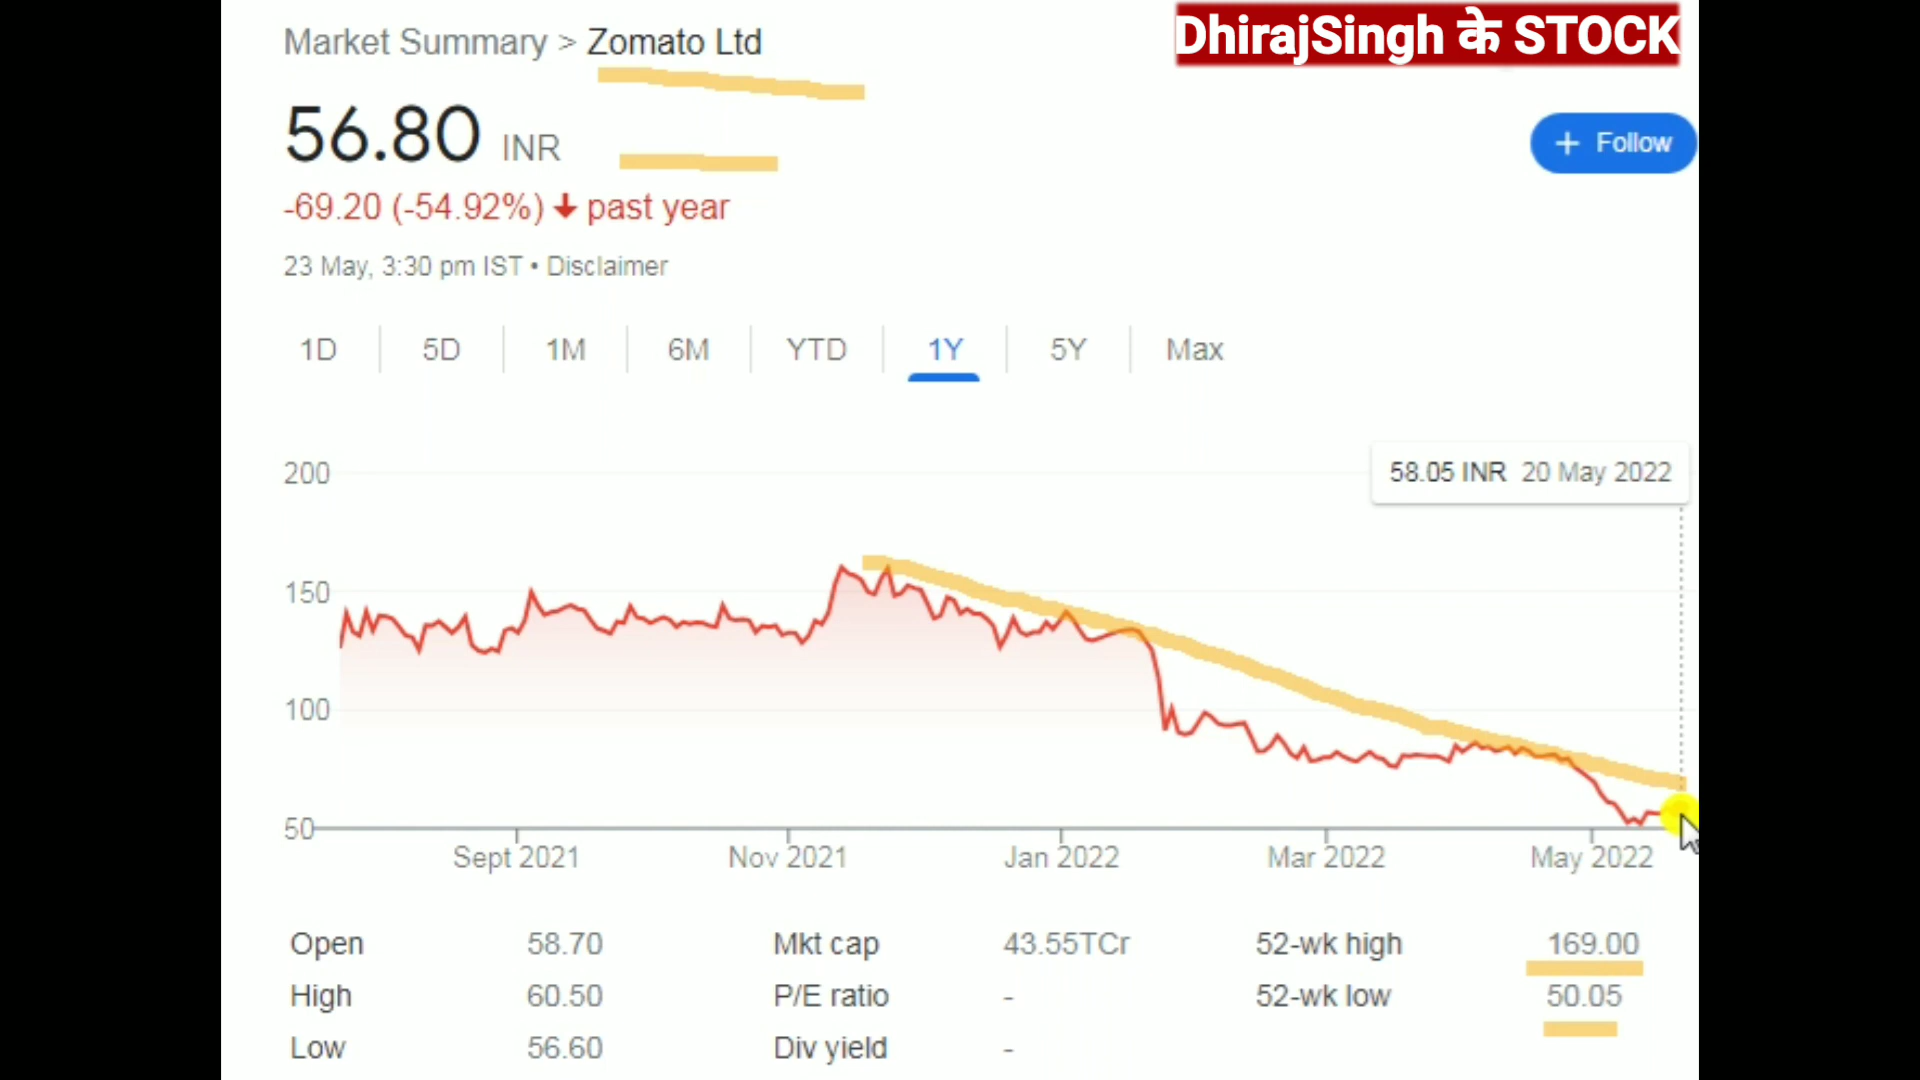 Market Summary > Zomato Ltd
DhirajSingh के STOCK
56.80 INR
+ Follow
-69.20 (-54.92%) ↓ past year
23 May, 3:30 pm IST • Disclaimer
1D 5D 1M 6M YTD 1Y 5Y Max
58.05 INR 20 May 2022
200
150
100
50
Sept 2021 Nov 2021 Jan 2022 Mar 2022 May 2022
Open 58.70 Mkt cap 43.55TCr 52-wk high 169.00
High 60.50 P/E ratio - 52-wk low 50.05
Low 56.60 Div yield -